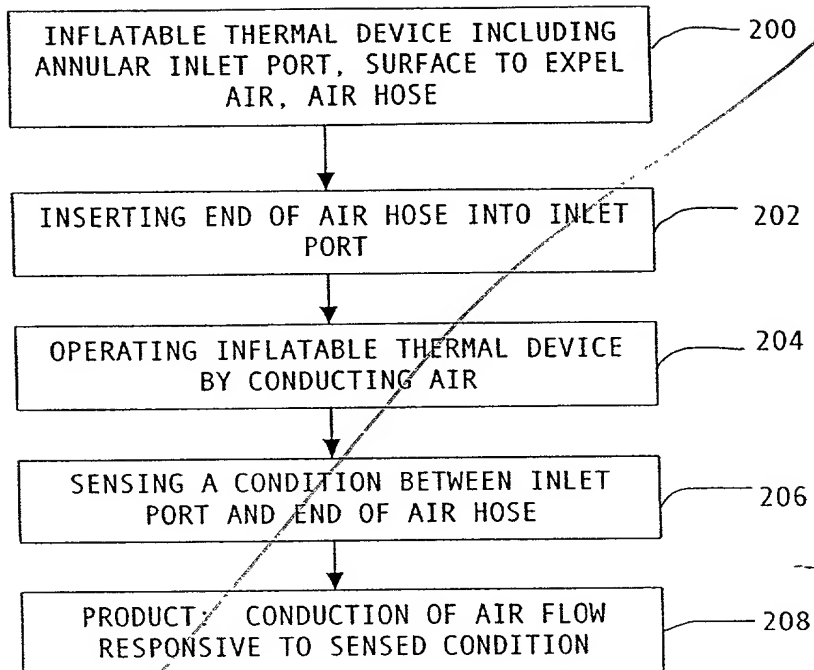 INFLATABLE THERMAL DEVICE INCLUDING
ANNULAR INLET PORT, SURFACE TO EXPEL
AIR, AIR HOSE
200
INSERTING END OF AIR HOSE INTO INLET
PORT
202
OPERATING INFLATABLE THERMAL DEVICE
BY CONDUCTING AIR
204
SENSING A CONDITION BETWEEN INLET
PORT AND END OF AIR HOSE
206
PRODUCT: CONDUCTION OF AIR FLOW
RESPONSIVE TO SENSED CONDITION
208